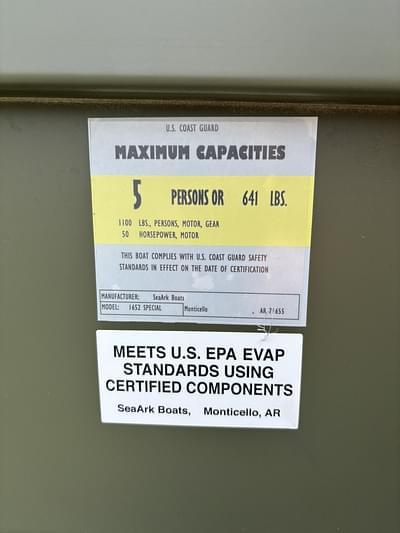 U.S. COAST GUARD
MAXIMUM CAPACITIES
5 PERSONS OR 641 LBS.
1100 LBS., PERSONS, MOTOR, GEAR
50 HORSEPOWER, MOTOR
THIS BOAT COMPLIES WITH U.S. COAST GUARD SAFETY
STANDARDS IN EFFECT ON THE DATE OF CERTIFICATION
MANUFACTURER: SeaArk Boats
MODEL: 1652 SPECIAL Monticello , AR 71655
MEETS U.S. EPA EVAP
STANDARDS USING
CERTIFIED COMPONENTS
SeaArk Boats, Monticello, AR